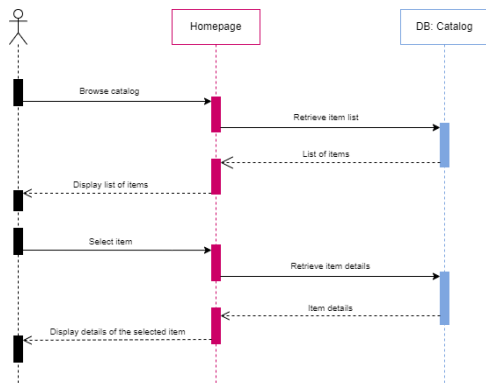 Homepage
DB: Catalog
Browse catalog
Retrieve item list
List of items
Display list of items
Select item
Retrieve item details
Item details
Display details of the selected item